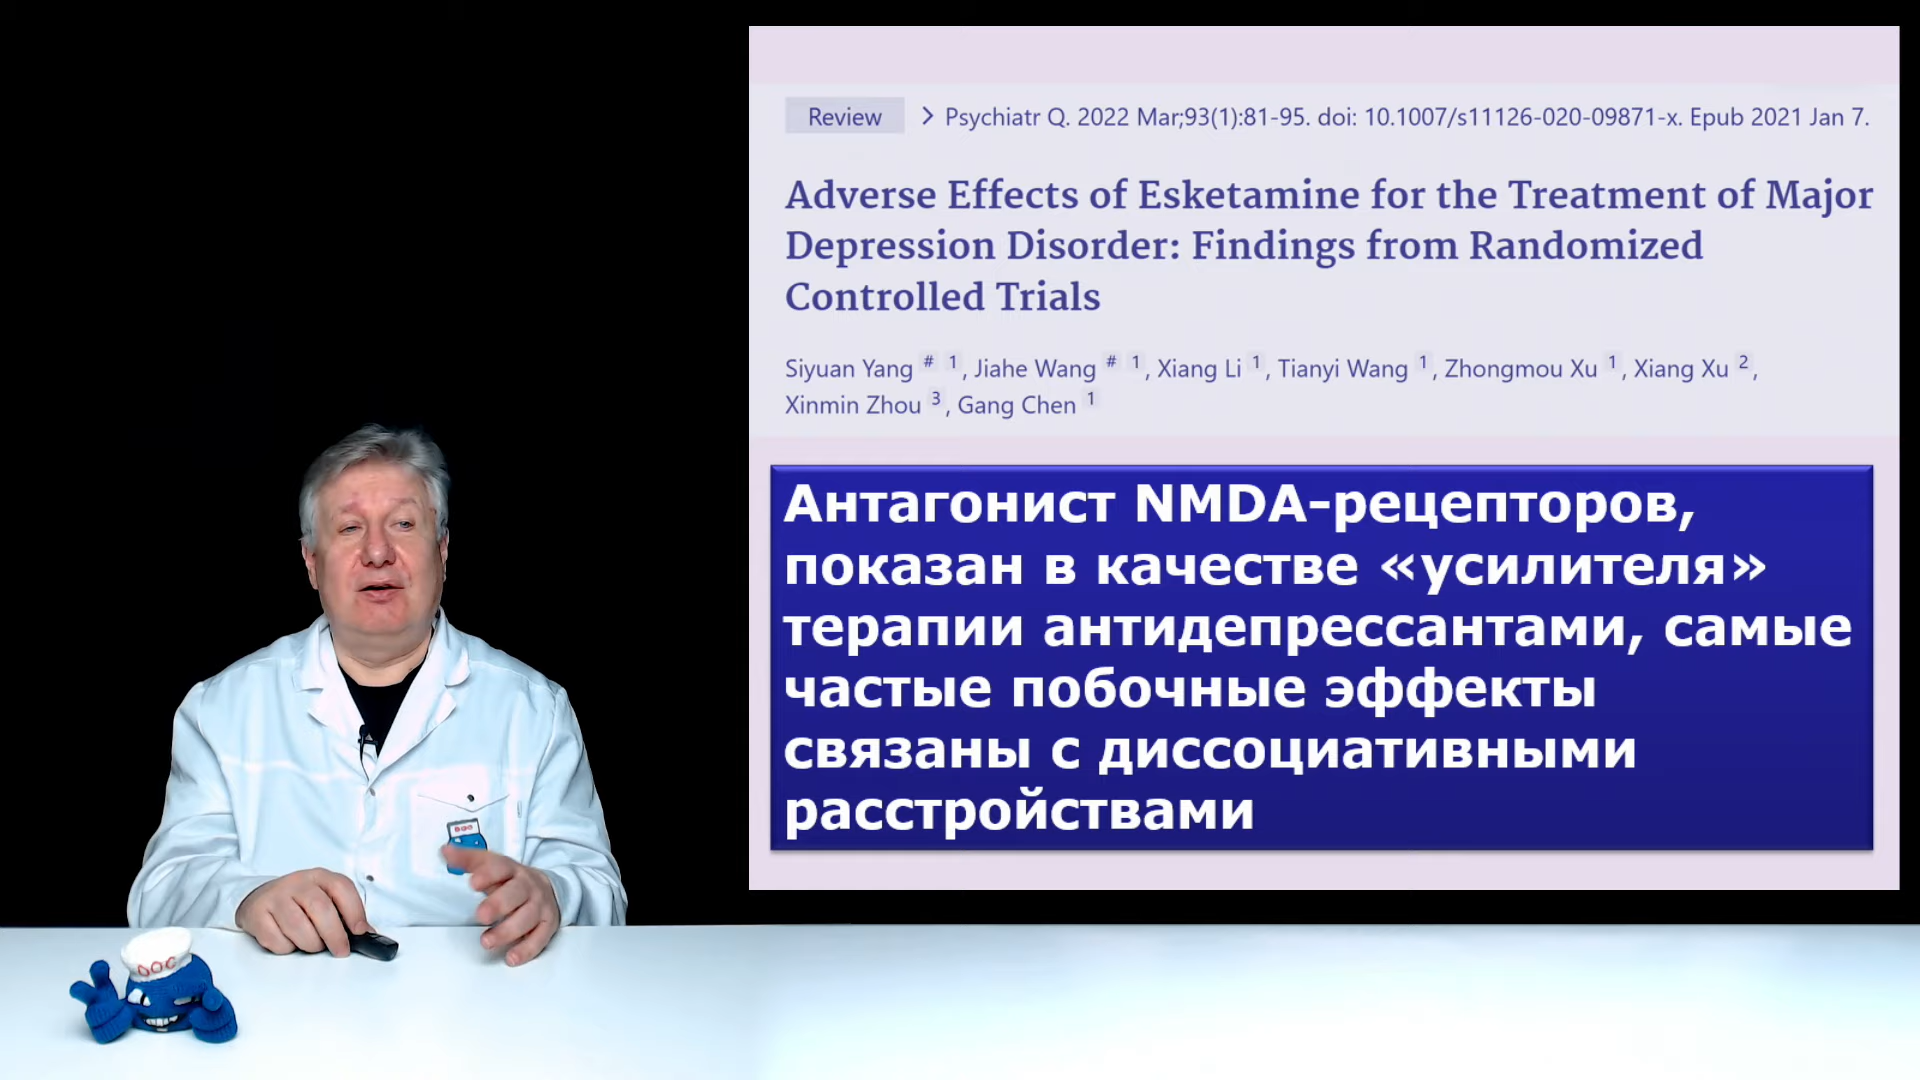 Review > Psychiatr Q. 2022 Mar;93(1):81-95. doi: 10.1007/s11126-020-09871-x. Epub 2021 Jan 7.
Adverse Effects of Esketamine for the Treatment of Major
Depression Disorder: Findings from Randomized
Controlled Trials
Siyuan Yang # 1, Jiahe Wang # 1, Xiang Li 1, Tianyi Wang 1, Zhongmou Xu 1, Xiang Xu 2,
Xinmin Zhou 3, Gang Chen 1
Антагонист NMDA-рецепторов,
показан в качестве «усилителя»
терапии антидепрессантами, самые
частые побочные эффекты
связаны с диссоциативными
расстройствами
DOC
DOC